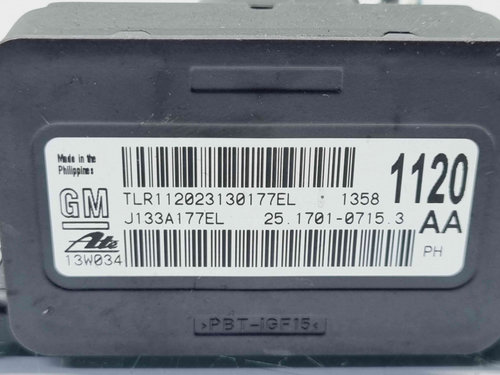 Made in the
Philippines
GM
TLR112023130177EL 1358
1120
J133A177EL 25.1701-0715.3
AA
Ate
13W034
PH
>PBT-IGF15<